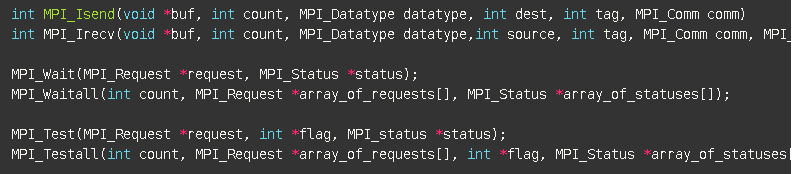 int MPI_Isend(void *buf, int count, MPI_Datatype datatype, int dest, int tag, MPI_Comm comm)
int MPI_Irecv(void *buf, int count, MPI_Datatype datatype,int source, int tag, MPI_Comm comm, MPI_
MPI_Wait(MPI_Request *request, MPI_Status *status);
MPI_Waitall(int count, MPI_Request *array_of_requests[], MPI_Status *array_of_statuses[]);
MPI_Test(MPI_Request *request, int *flag, MPI_status *status);
MPI_Testall(int count, MPI_Request *array_of_requests[], int *flag, MPI_Status *array_of_statuses[